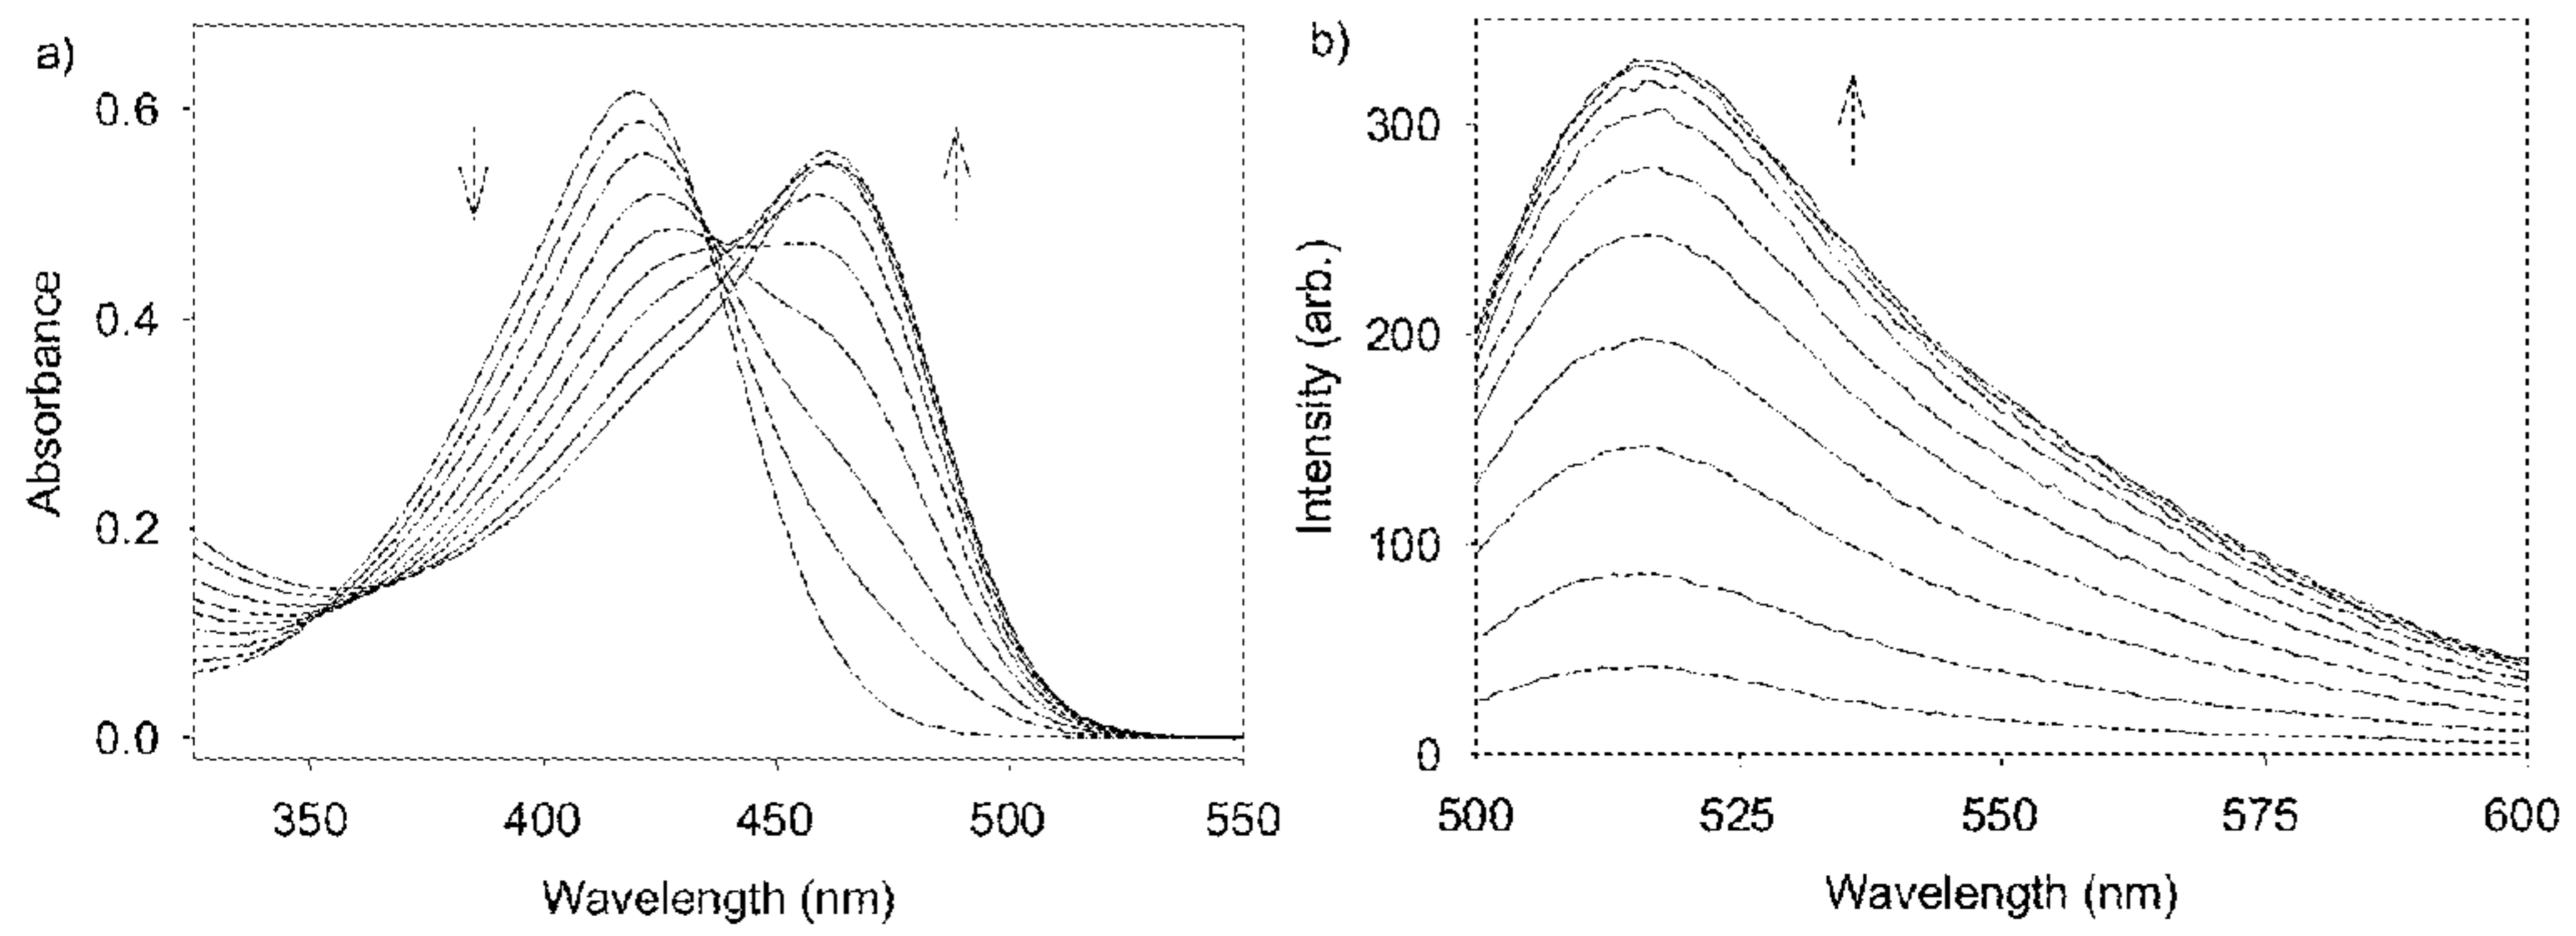 a)
Absorbance
0.6
0.4
0.2
0.0
350 400 450 500 550
Wavelength (nm)
b)
Intensity (arb.)
300
200
100
0
500 525 550 575 600
Wavelength (nm)